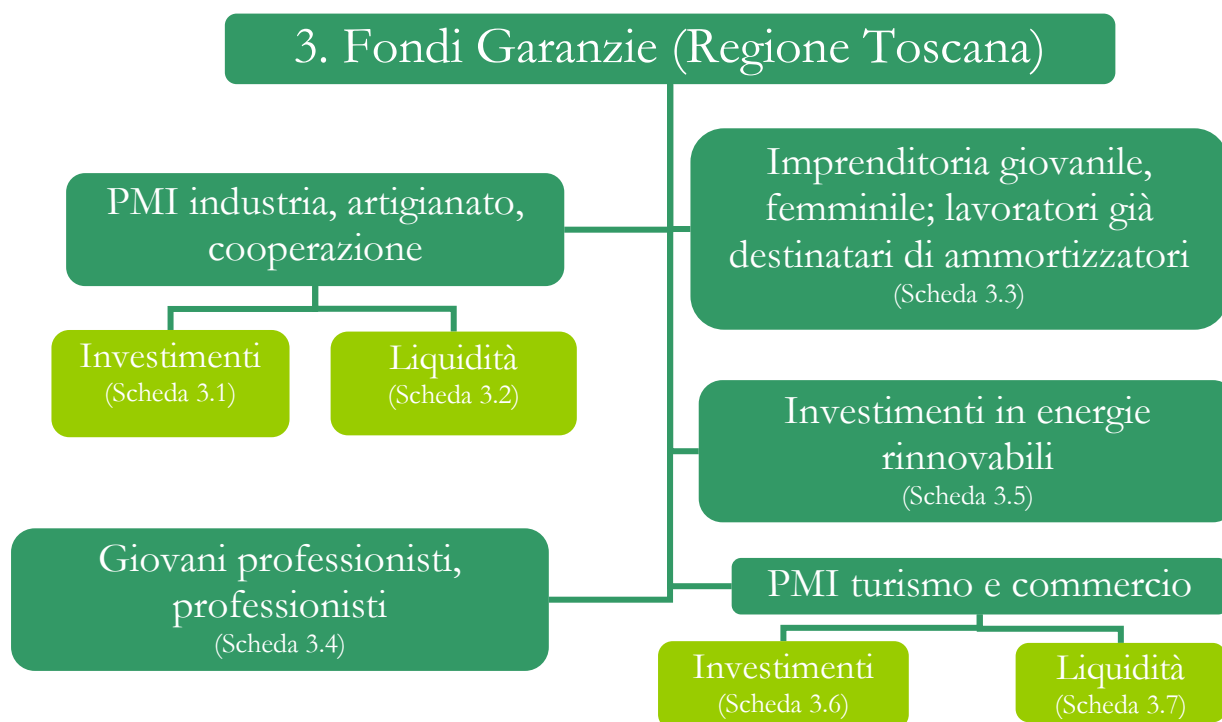 3. Fondi Garanzie (Regione Toscana)
PMI industria, artigianato,
cooperazione
Investimenti
(Scheda 3.1)
Liquidità
(Scheda 3.2)
Imprenditoria giovanile,
femminile; lavoratori già
destinatari di ammortizzatori
(Scheda 3.3)
Investimenti in energie
rinnovabili
(Scheda 3.5)
Giovani professionisti,
professionisti
(Scheda 3.4)
PMI turismo e commercio
Investimenti
(Scheda 3.6)
Liquidità
(Scheda 3.7)